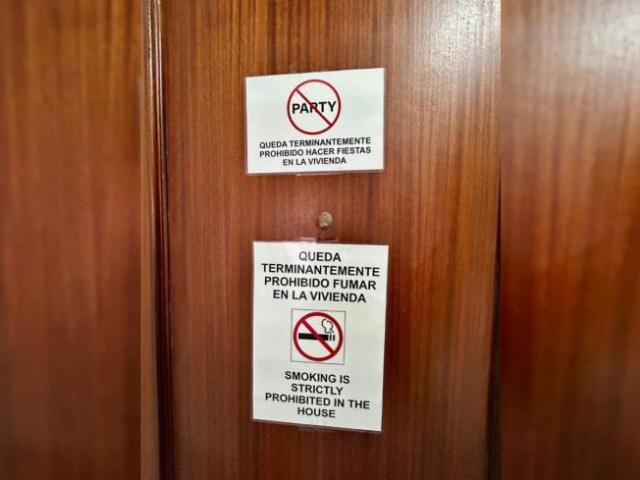 PARTY
QUEDA TERMINANTEMENTE
PROHIBIDO HACER FIESTAS
EN LA VIVIENDA
QUEDA
TERMINANTEMENTE
PROHIBIDO FUMAR
EN LA VIVIENDA
SMOKING IS
STRICTLY
PROHIBITED IN THE
HOUSE